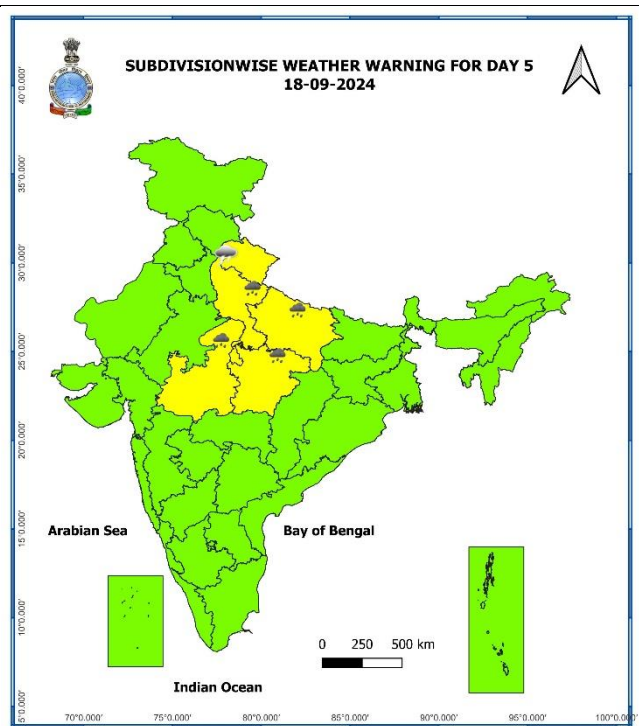 SUBDIVISIONWISE WEATHER WARNING FOR DAY 5
18-09-2024
40°0.000'
35°0.000'
30°0.000'
25°0.000'
20°0.000'
15°0.000'
10°0.000'
5°0.000'
Arabian Sea
Bay of Bengal
0 250 500 km
Indian Ocean
70°0.000' 75°0.000' 80°0.000' 85°0.000' 90°0.000' 95°0.000' 100°0.000'